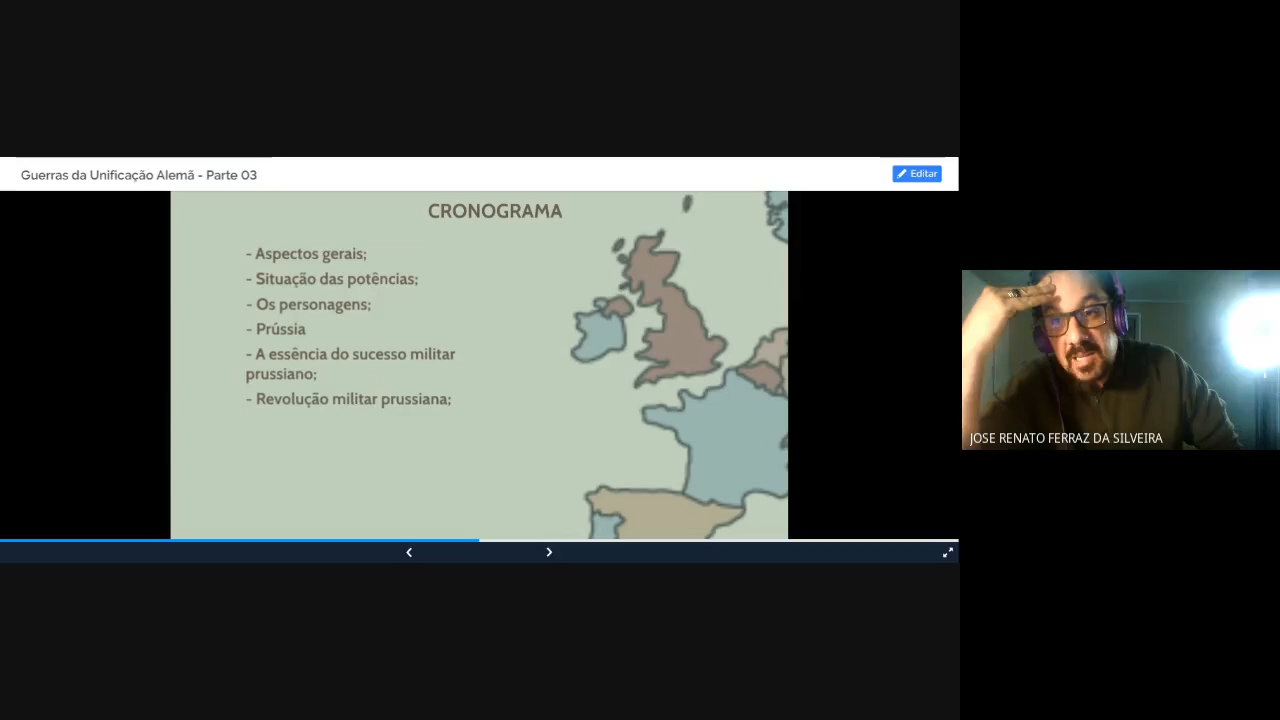 Guerras da Unificação Alemã - Parte 03
Editar
CRONOGRAMA
- Aspectos gerais;
- Situação das potências;
- Os personagens;
- Prússia
- A essência do sucesso militar
prussiano;
- Revolução militar prussiana;
JOSE RENATO FERRAZ DA SILVEIRA